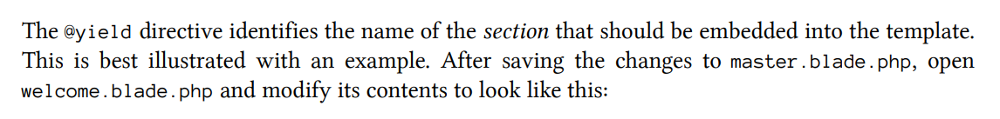 The @yield directive identifies the name of the section that should be embedded into the template.
This is best illustrated with an example. After saving the changes to master.blade.php, open
welcome.blade.php and modify its contents to look like this: